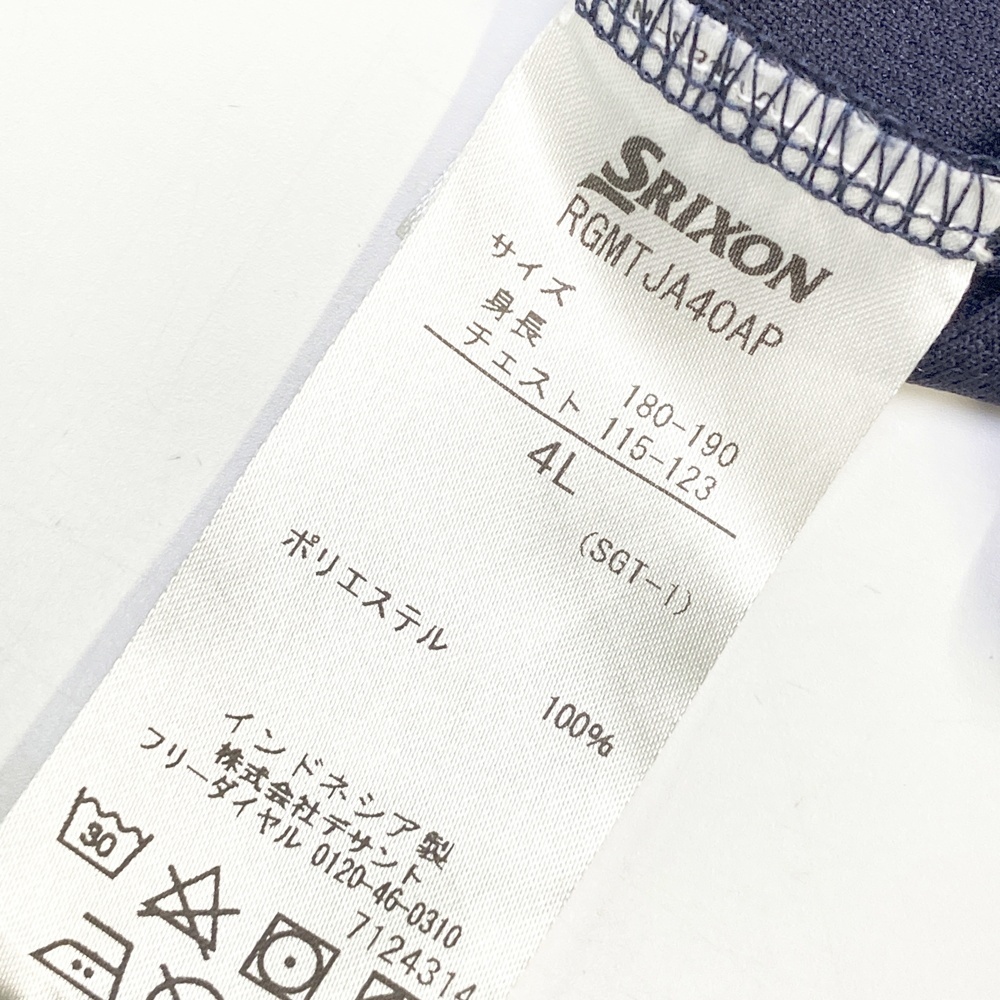 SRIXON
RGMTJA40AP
サイズ
身長 180-190
チェスト 115-123
4L
(SGT-1)
ポリエステル
100%
インドネシア製
株式会社デサント
フリーダイヤル 0120-46-0310
7124314
30